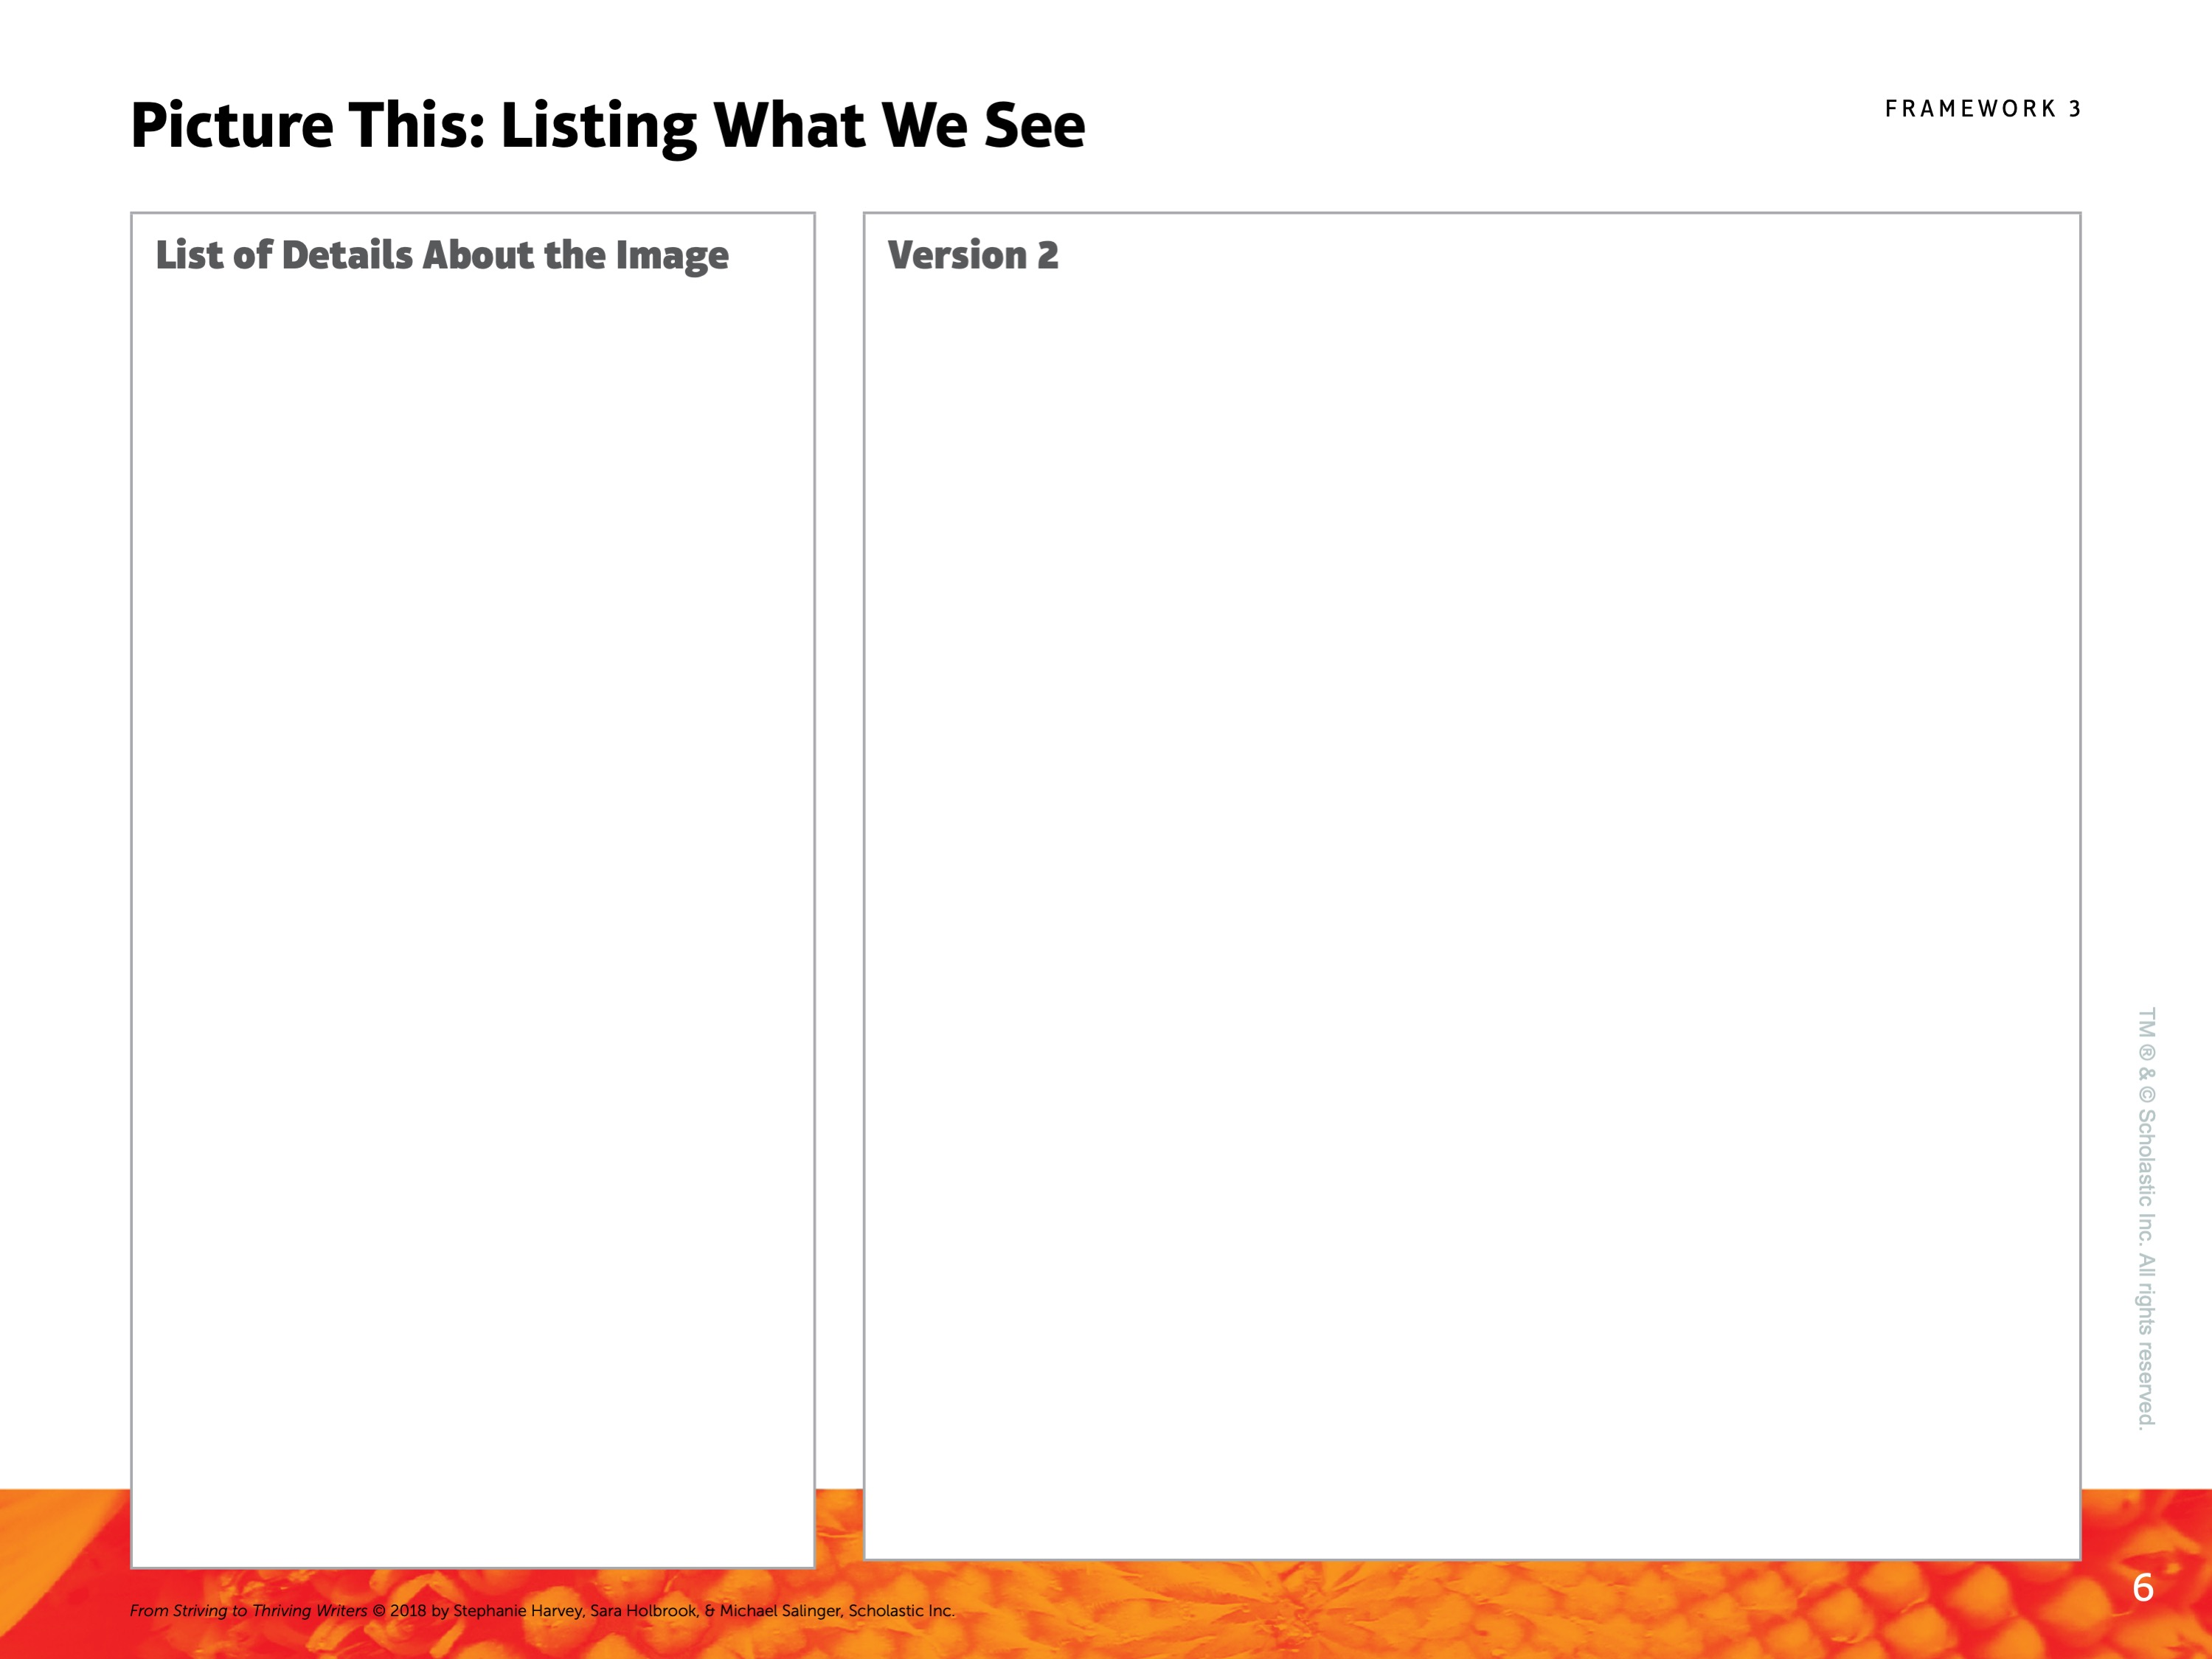 Picture This: Listing What We See
FRAMEWORK 3
List of Details About the Image
Version 2
TM ® & © Scholastic Inc. All rights reserved.
From Striving to Thriving Writers © 2018 by Stephanie Harvey, Sara Holbrook, & Michael Salinger, Scholastic Inc.
6